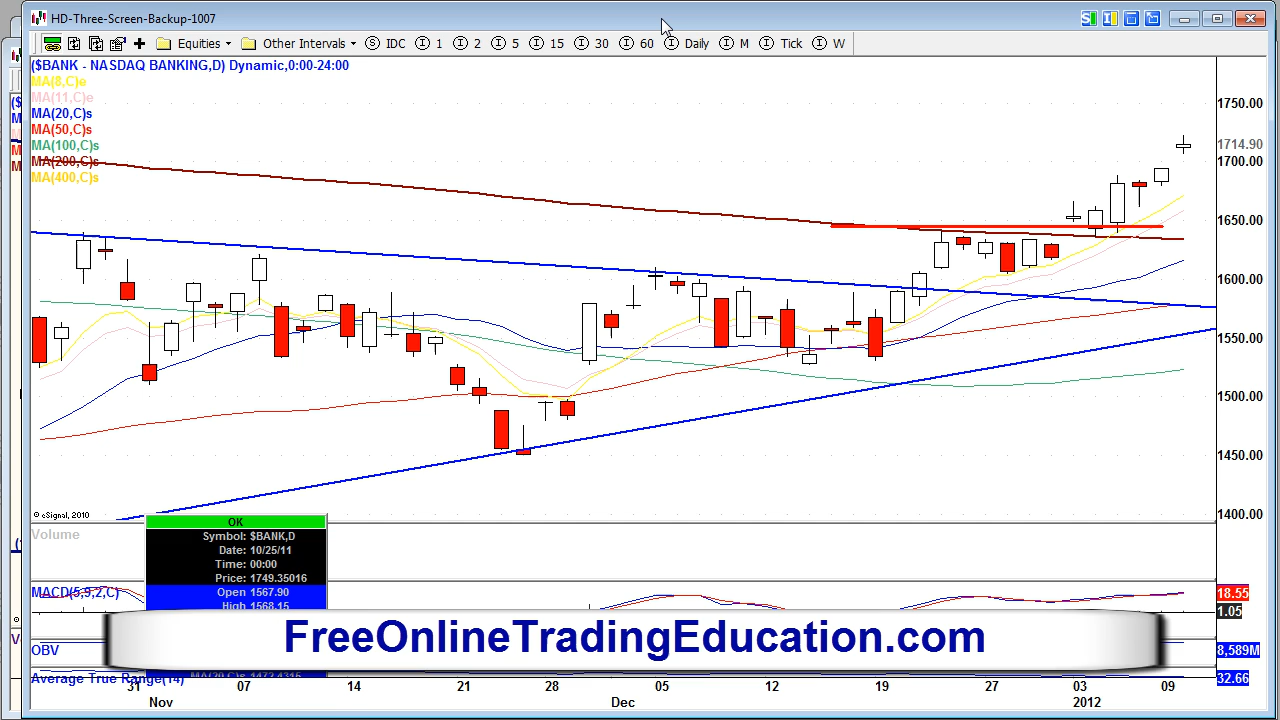 HD-Three-Screen-Backup-1007
Equities Other Intervals IDC 1 2 5 15 30 60 Daily M Tick W
($BANK - NASDAQ BANKING,D) Dynamic,0:00-24:00
MA(8,C)e
MA(11,C)e
MA(20,C)s
MA(50,C)s
MA(100,C)s
MA(200,C)s
MA(400,C)s
1750.00
1714.90
1700.00
1650.00
1600.00
1550.00
1500.00
1450.00
1400.00
© eSignal, 2010
Volume
OK
Symbol: $BANK,D
Date: 10/25/11
Time: 00:00
Price: 1749.35016
Open 1567.90
High 1568.15
MACD(5,9,2,C)
18.55
1.05
FreeOnlineTradingEducation.com
OBV
8,589M
Average True Range(14)
32.66
31 07 14 21 28 05 12 19 27 03 09
Nov Dec 2012